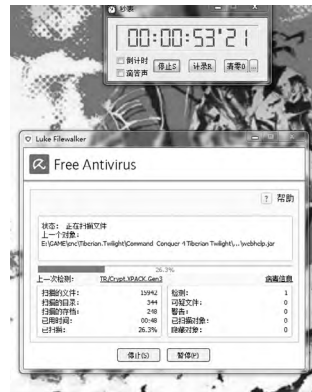 秒表
00:00:53"21
倒计时
滴答声
停止S
计录R
清零0
...
Luke Filewalker
Free Antivirus
? 帮助
状态： 正在扫描文件
上一个对象：
E:\GAME\cnc\Tiberian.Twilight\Command Conquer 4 Tiberian Twilight\...\webhelp.jar
26.3%
上一次检测： TR/Crypt.XPACK.Gen3 病毒信息
扫描的文件： 15942 检测： 1
扫描的目录： 344 可疑文件： 0
扫描的存档： 248 警告： 0
已用时间： 00:48 已扫描对象： 0
已扫描： 26.3% 隐藏对象： 0
停止(S) 暂停(P)